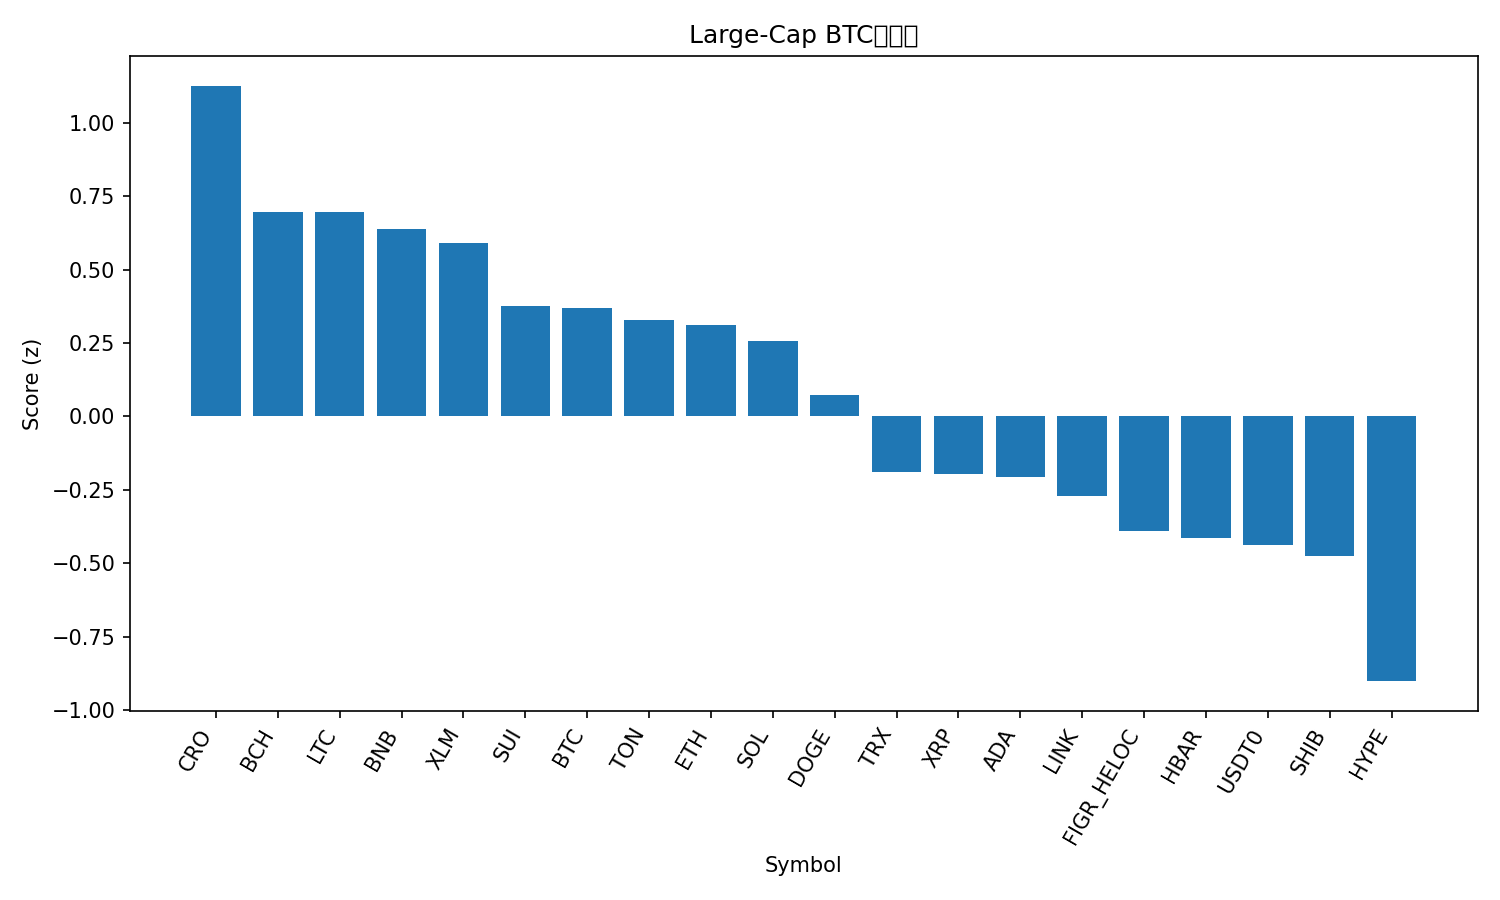 Large-Cap BTC
1.00
0.75
0.50
0.25
0.00
−0.25
−0.50
−0.75
−1.00
Score (z)
CRO
BCH
LTC
BNB
XLM
SUI
BTC
TON
ETH
SOL
DOGE
TRX
XRP
ADA
LINK
FIGR_HELOC
HBAR
USDT0
SHIB
HYPE
Symbol